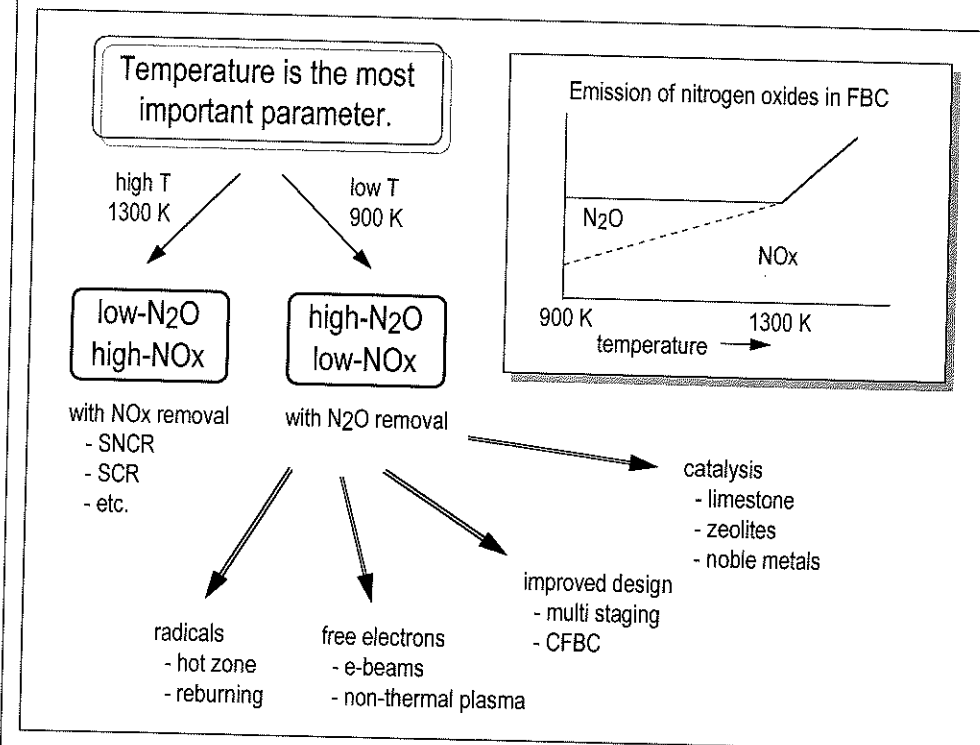 Temperature is the most
important parameter.
high T
1300 K
low T
900 K
low-N2O
high-NOx
high-N2O
low-NOx
with NOx removal
- SNCR
- SCR
- etc.
with N2O removal
radicals
- hot zone
- reburning
free electrons
- e-beams
- non-thermal plasma
improved design
- multi staging
- CFBC
catalysis
- limestone
- zeolites
- noble metals
Emission of nitrogen oxides in FBC
N2O
NOx
900 K
1300 K
temperature